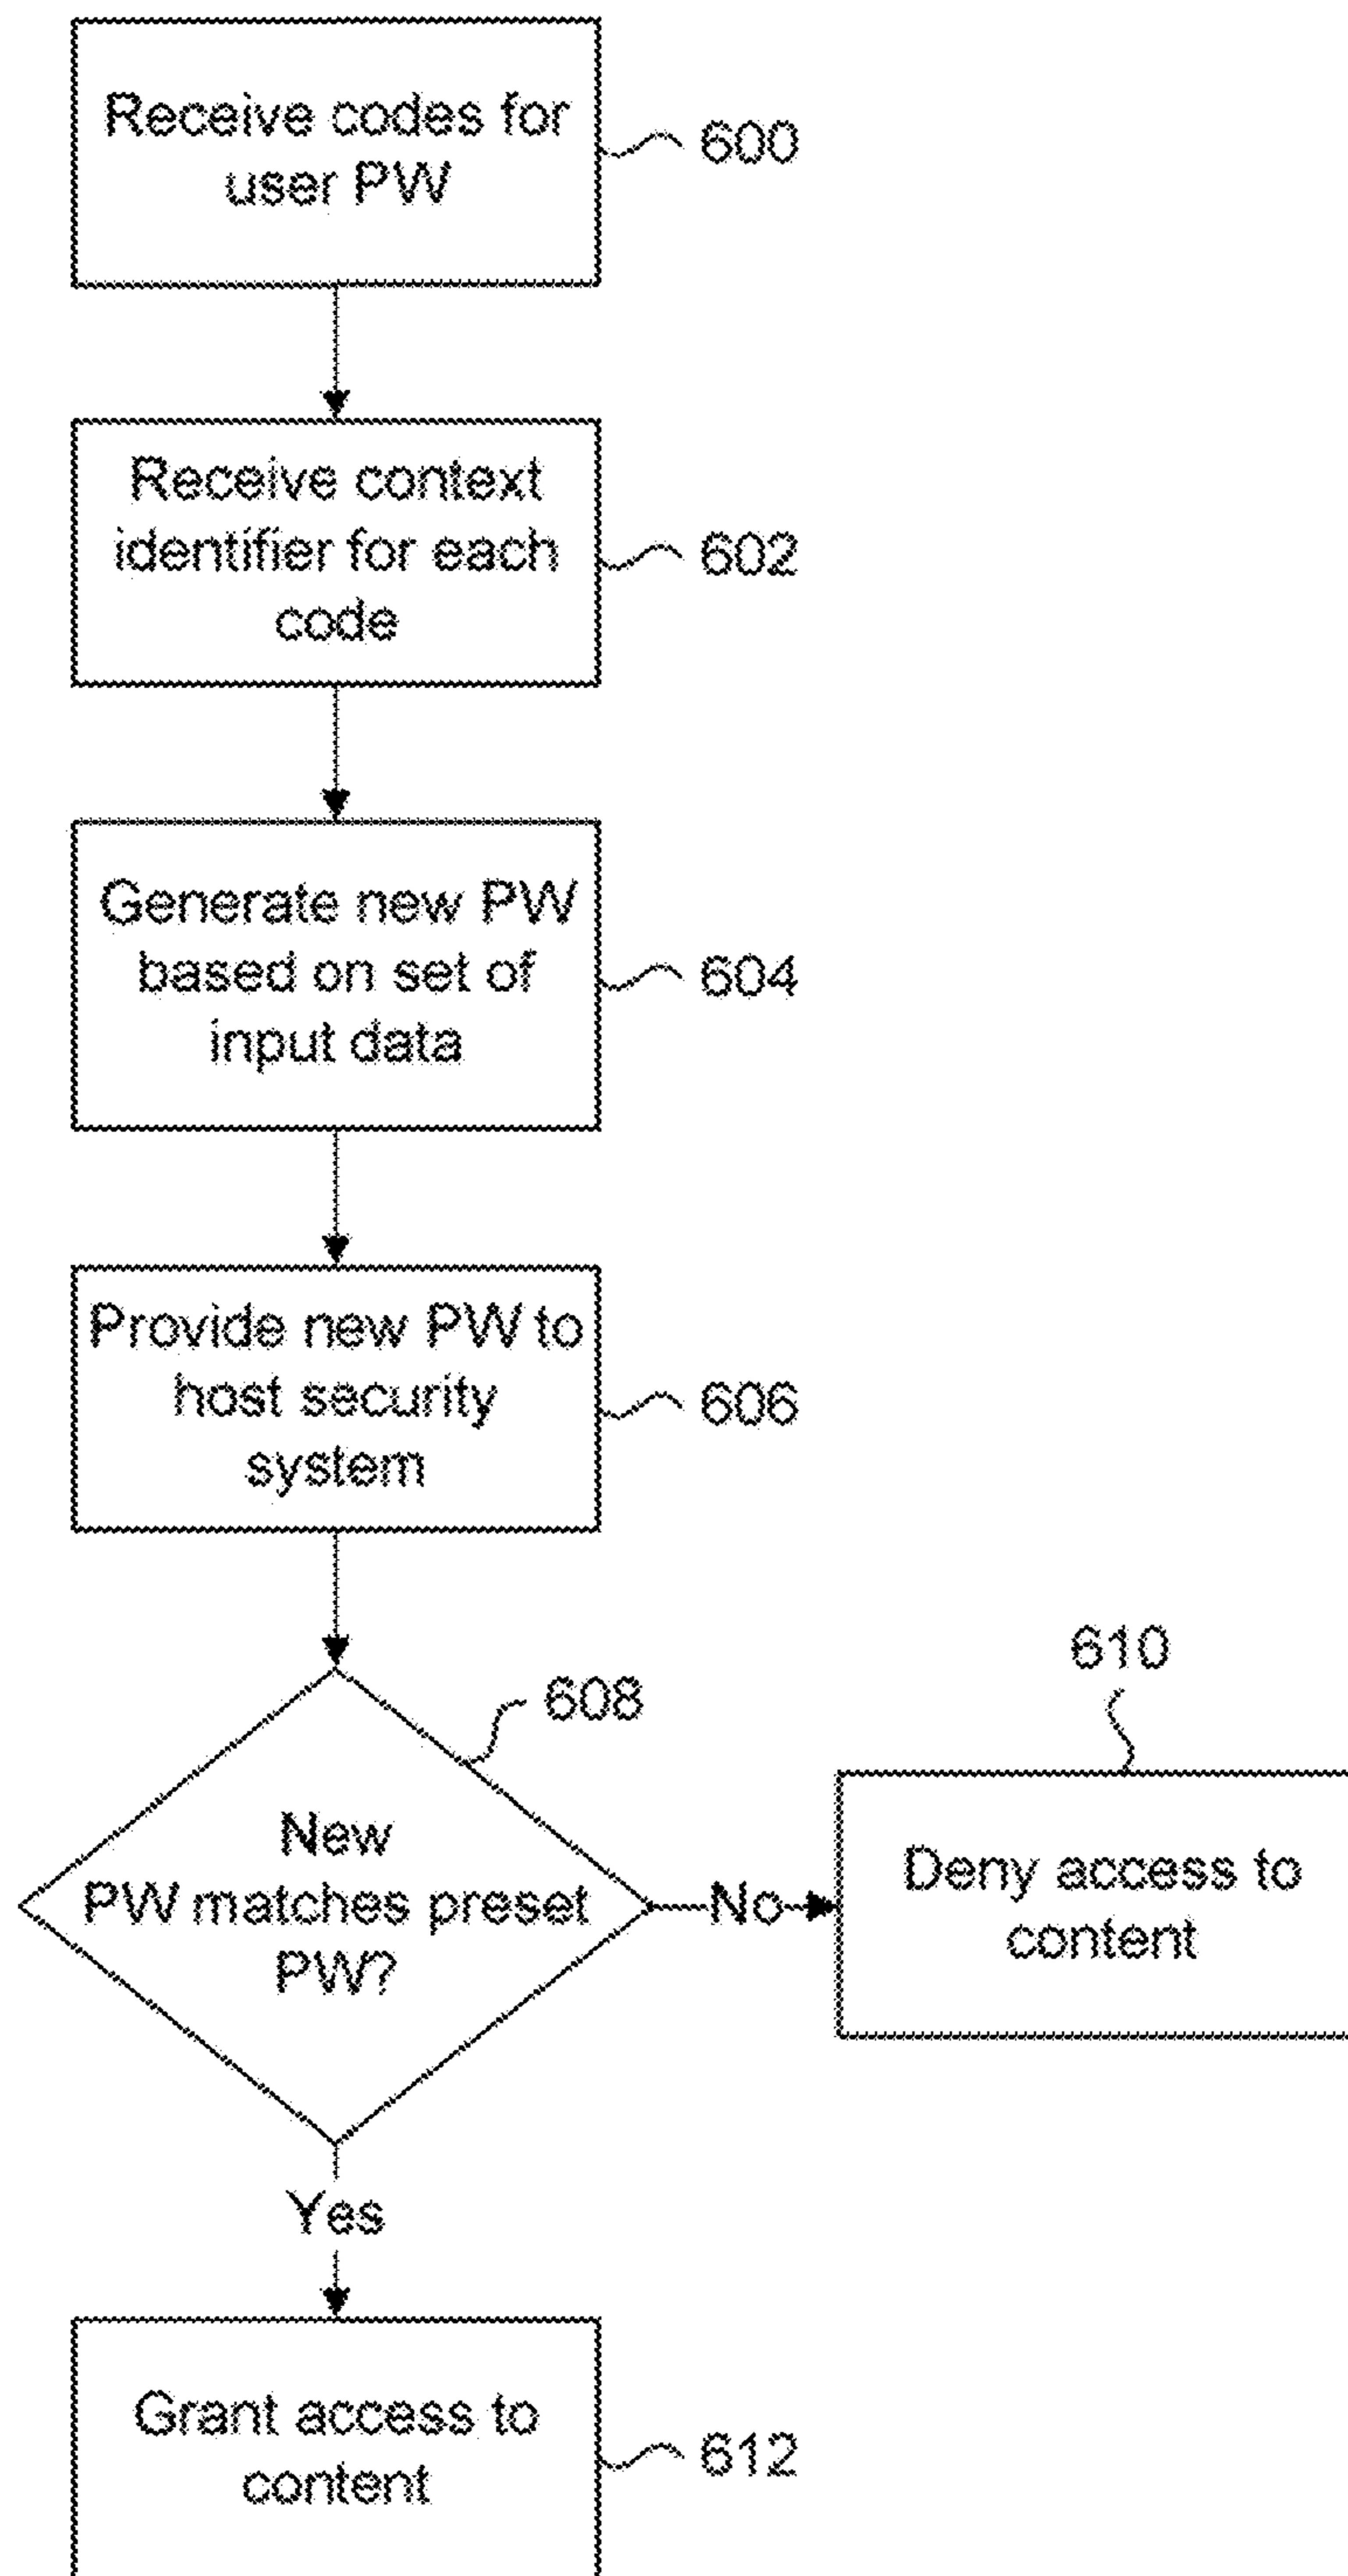 Receive codes for
user PW
600
Receive context
identifier for each
code
602
Generate new PW
based on set of
input data
604
Provide new PW to
host security
system
606
608
New
PW matches preset
PW?
No
610
Deny access to
content
Yes
Grant access to
content
612